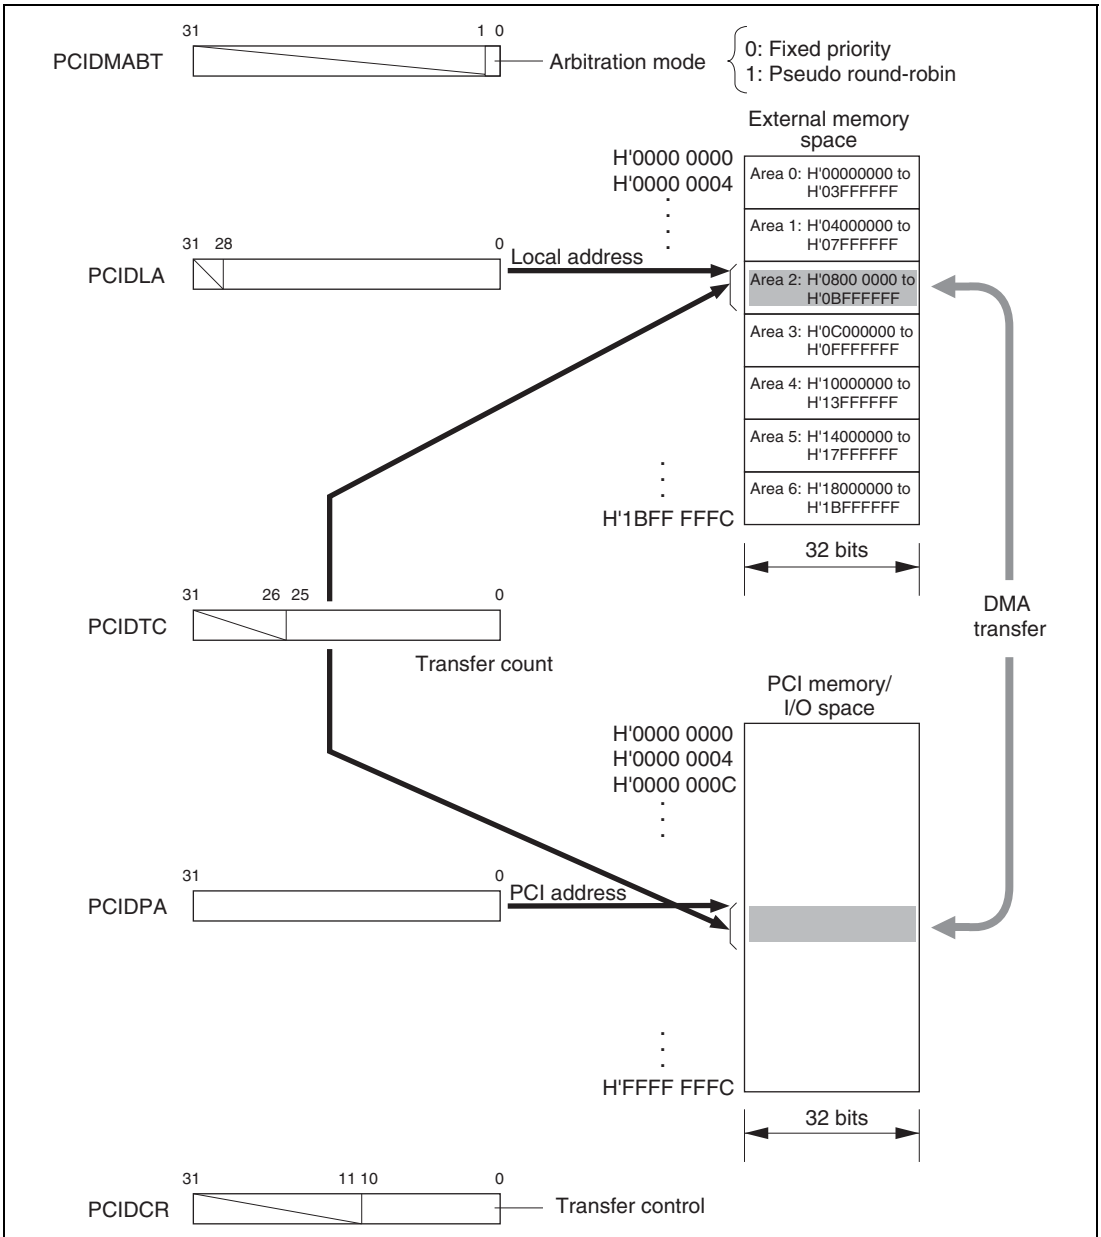 31 1 0
PCIDMABT
Arbitration mode
0: Fixed priority
1: Pseudo round-robin
External memory
space
H'0000 0000
H'0000 0004
Area 0: H'00000000 to
H'03FFFFFF
Area 1: H'04000000 to
H'07FFFFFF
31 28 0
PCIDLA
Local address
Area 2: H'0800 0000 to
H'0BFFFFFF
Area 3: H'0C000000 to
H'0FFFFFFF
Area 4: H'10000000 to
H'13FFFFFF
Area 5: H'14000000 to
H'17FFFFFF
Area 6: H'18000000 to
H'1BFFFFFF
H'1BFF FFFC
32 bits
31 26 25 0
PCIDTC
Transfer count
DMA
transfer
PCI memory/
I/O space
H'0000 0000
H'0000 0004
H'0000 000C
31 0
PCIDPA
PCI address
H'FFFF FFFC
32 bits
31 11 10 0
PCIDCR
Transfer control